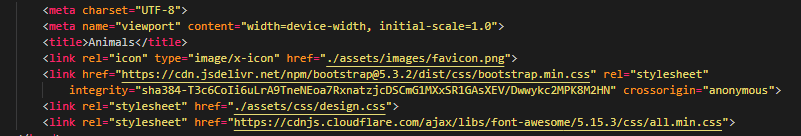 <meta charset="UTF-8">
<meta name="viewport" content="width=device-width, initial-scale=1.0">
<title>Animals</title>
<link rel="icon" type="image/x-icon" href="./assets/images/favicon.png">
<link href="https://cdn.jsdelivr.net/npm/bootstrap@5.3.2/dist/css/bootstrap.min.css" rel="stylesheet"
integrity="sha384-T3c6CoIi6uLrA9TneNEoa7RxnatzjcDSCmG1MXxSR1GAsXEV/Dwwykc2MPK8M2HN" crossorigin="anonymous">
<link rel="stylesheet" href="./assets/css/design.css">
<link rel="stylesheet" href="https://cdnjs.cloudflare.com/ajax/libs/font-awesome/5.15.3/css/all.min.css">